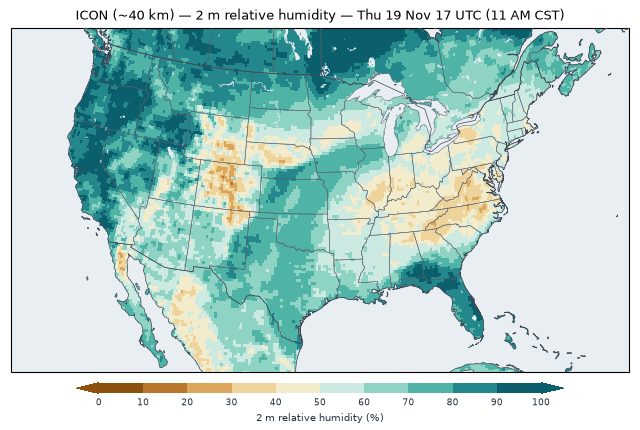 ICON (~40 km) — 2 m relative humidity — Thu 19 Nov 17 UTC (11 AM CST)
0 10 20 30 40 50 60 70 80 90 100
2 m relative humidity (%)